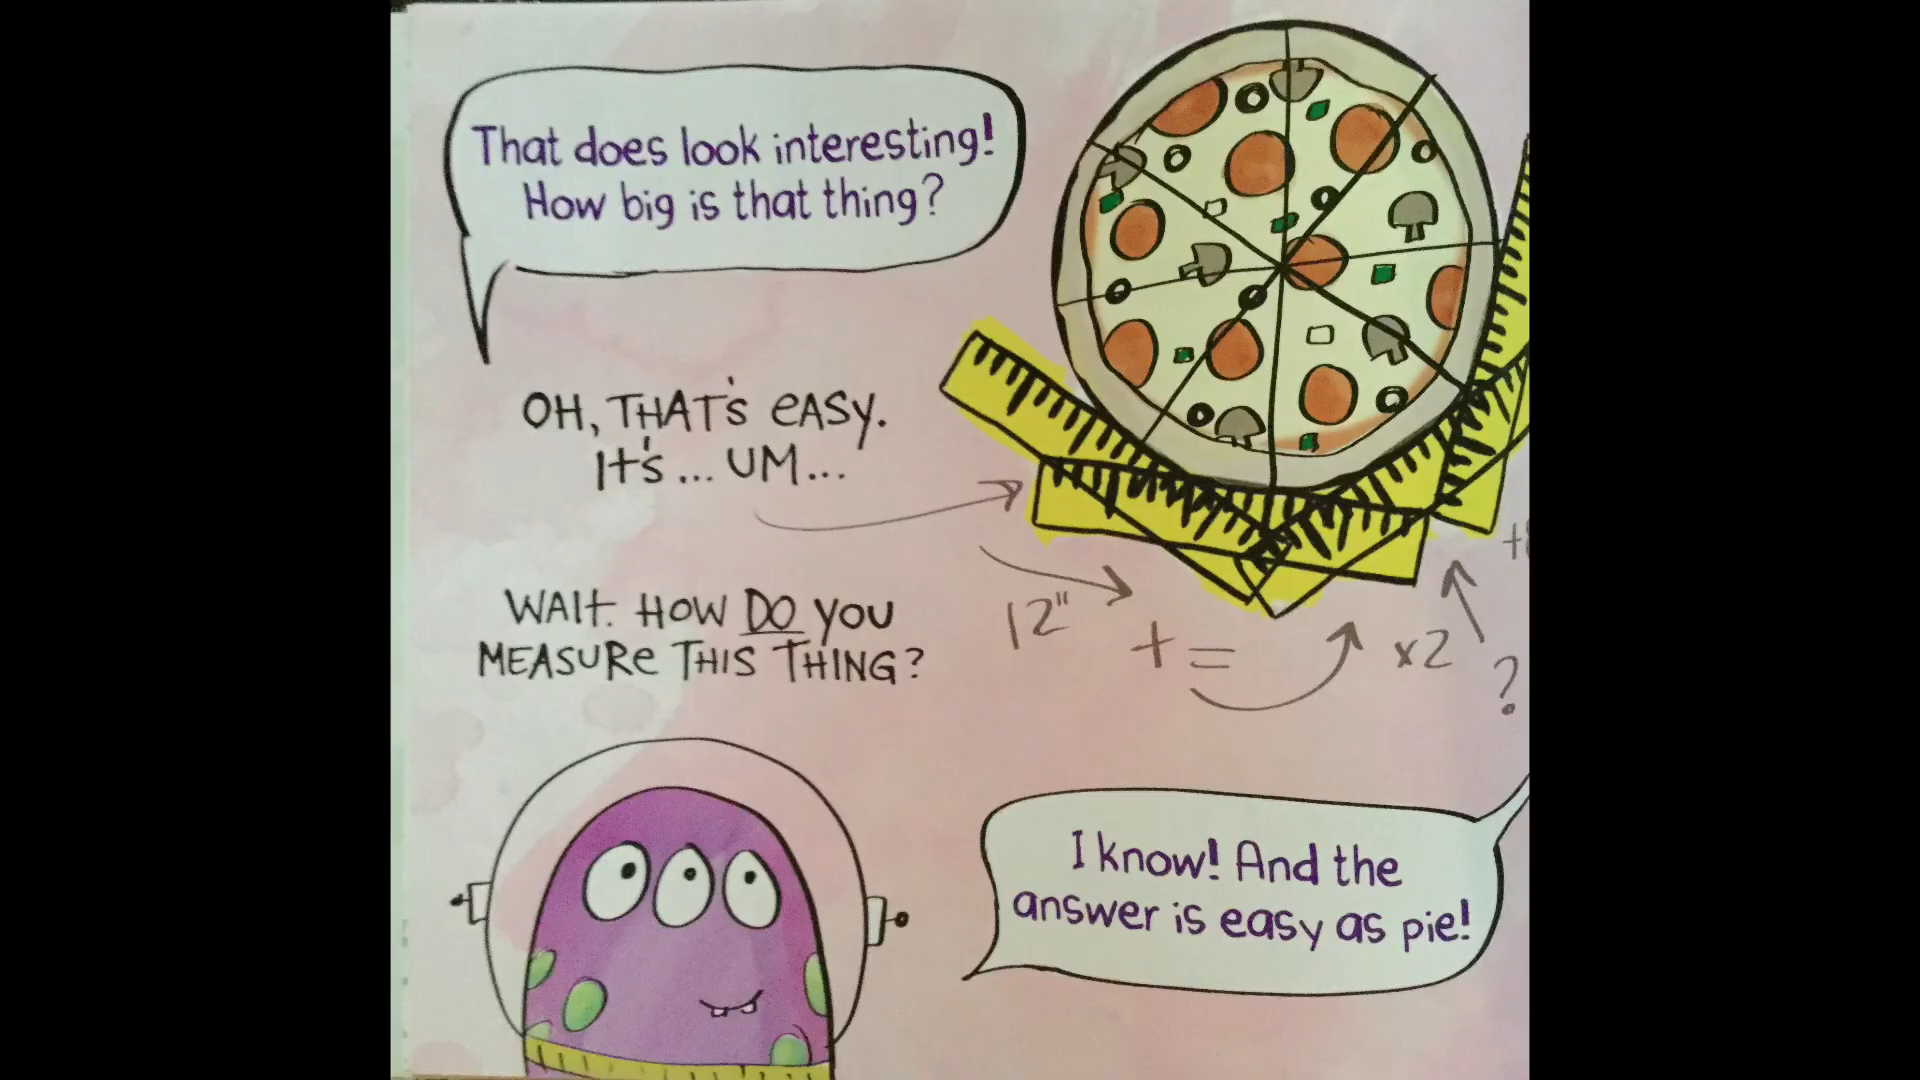 That does look interesting!
How big is that thing?
OH, THAT'S eASY.
It's... UM...
WAIt. HOW DO YOU
MEASURe THIS THING?
12"
+ =
x2
?
I know! And the
answer is easy as pie!